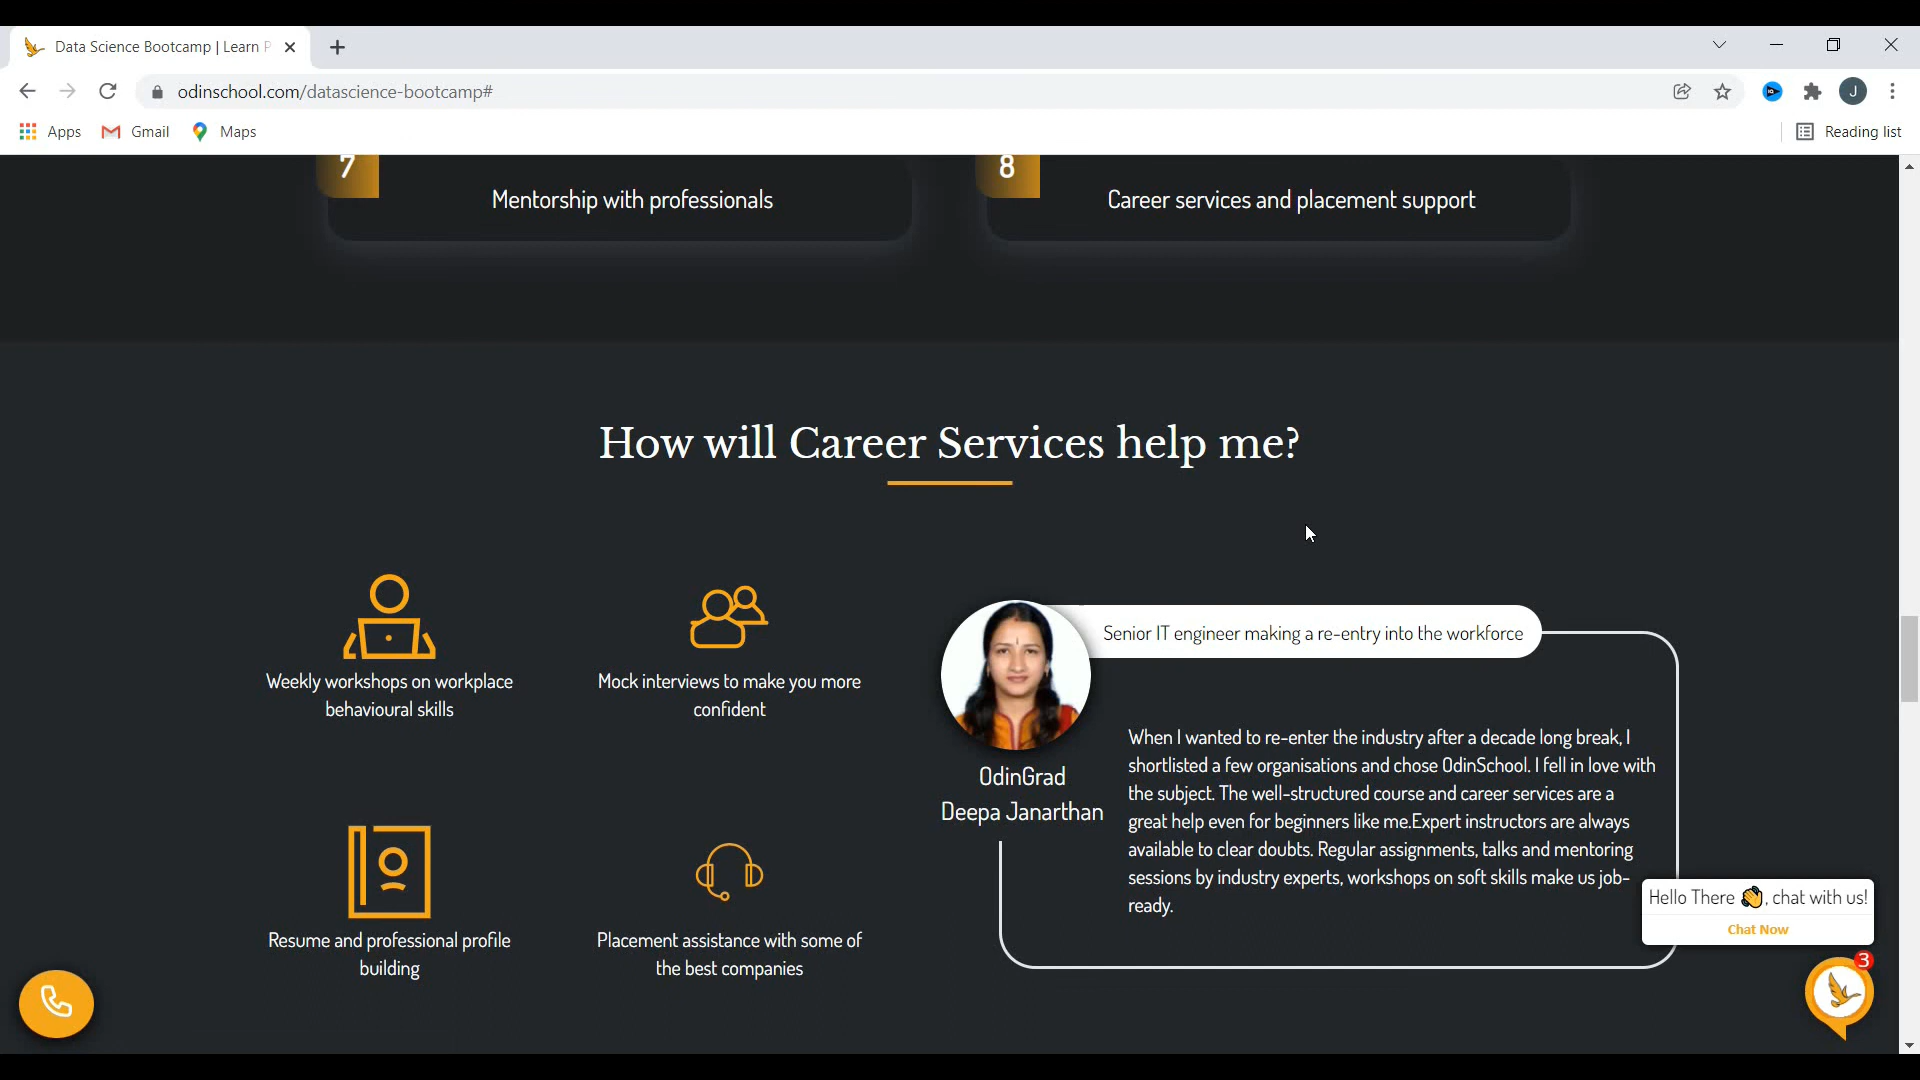 Data Science Bootcamp | Learn P
odinschool.com/datascience-bootcamp#
J
Apps
Gmail
Maps
Reading list
7
Mentorship with professionals
8
Career services and placement support
How will Career Services help me?
Weekly workshops on workplace
behavioural skills
Mock interviews to make you more
confident
Resume and professional profile
building
Placement assistance with some of
the best companies
Senior IT engineer making a re-entry into the workforce
OdinGrad
Deepa Janarthan
When I wanted to re-enter the industry after a decade long break, I
shortlisted a few organisations and chose OdinSchool. I fell in love with
the subject. The well-structured course and career services are a
great help even for beginners like me.Expert instructors are always
available to clear doubts. Regular assignments, talks and mentoring
sessions by industry experts, workshops on soft skills make us job-
ready.
Hello There 👋, chat with us!
Chat Now
3